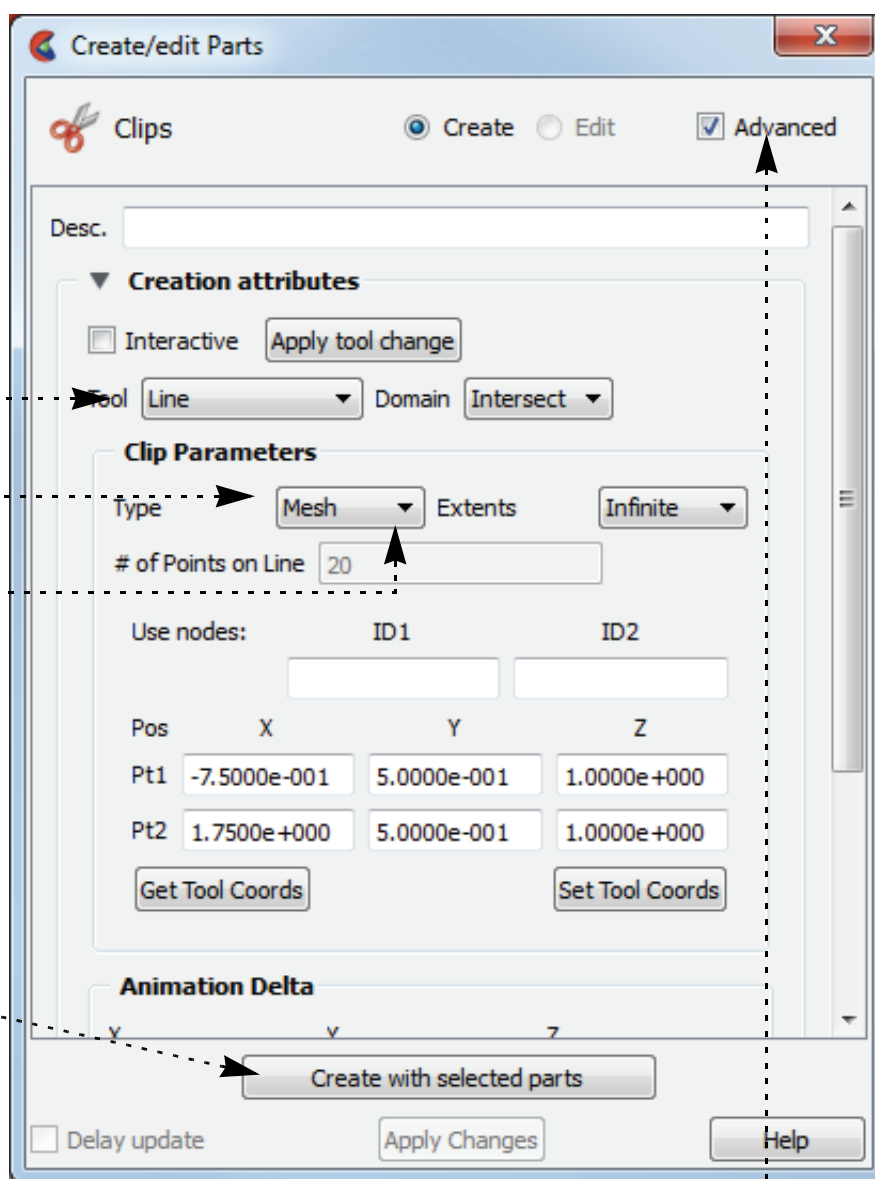 Create/edit Parts
Clips Create Edit Advanced
Desc.
Creation attributes
Interactive Apply tool change
Tool Line Domain Intersect
Clip Parameters
Type Mesh Extents Infinite
# of Points on Line 20
Use nodes: ID1 ID2
Pos X Y Z
Pt1 -7.5000e-001 5.0000e-001 1.0000e+000
Pt2 1.7500e+000 5.0000e-001 1.0000e+000
Get Tool Coords Set Tool Coords
Animation Delta
X Y Z
Create with selected parts
Delay update Apply Changes Help